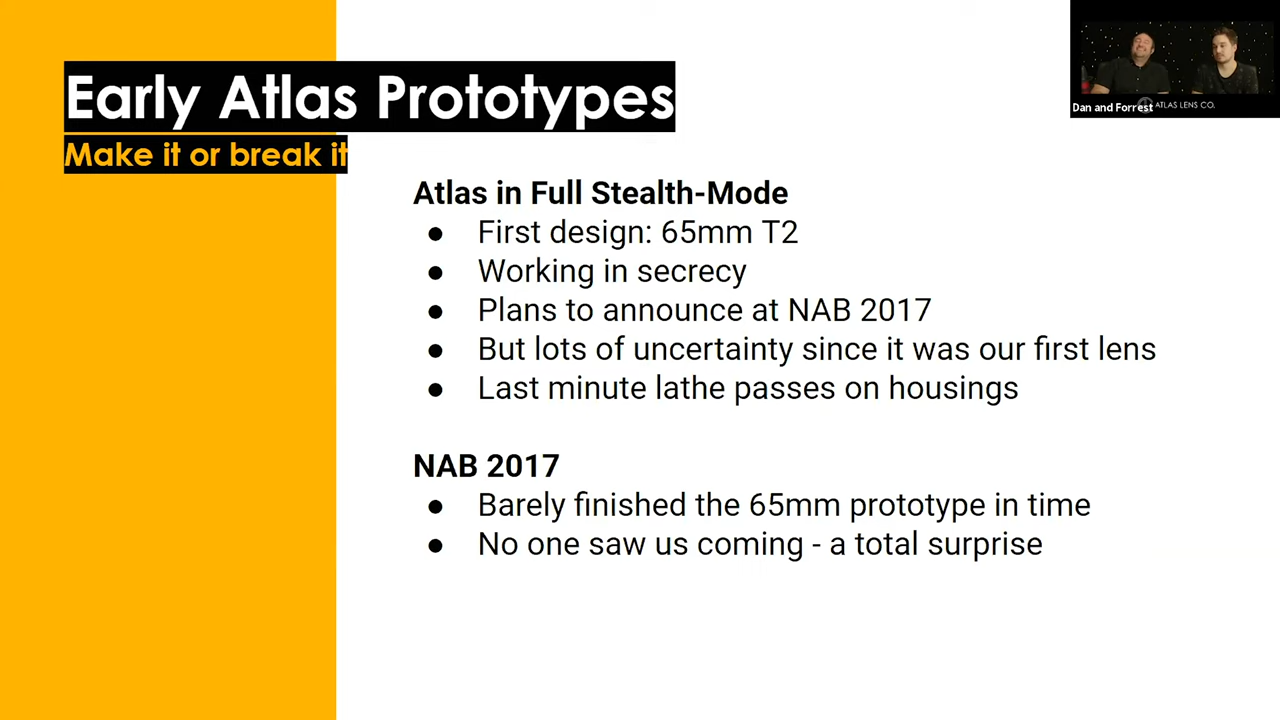 Early Atlas Prototypes
Make it or break it
Dan and Forrest
ATLAS LENS CO.
Atlas in Full Stealth-Mode
● First design: 65mm T2
● Working in secrecy
● Plans to announce at NAB 2017
● But lots of uncertainty since it was our first lens
● Last minute lathe passes on housings
NAB 2017
● Barely finished the 65mm prototype in time
● No one saw us coming - a total surprise